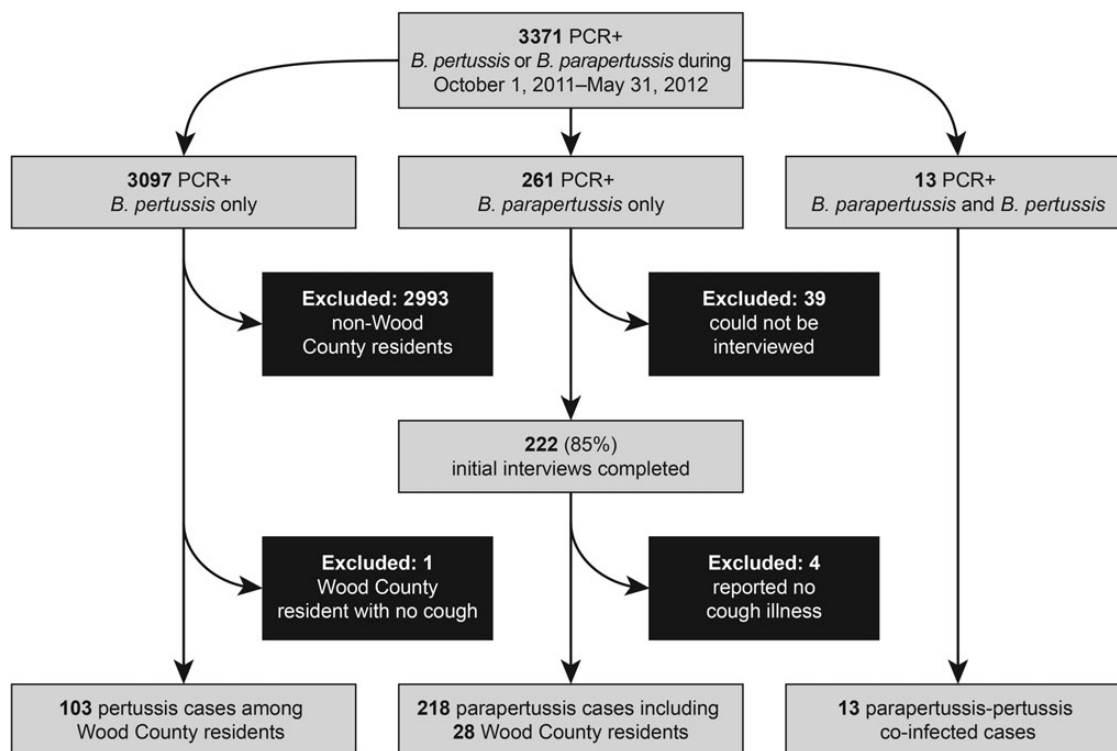 3371 PCR+
B. pertussis or B. parapertussis during
October 1, 2011–May 31, 2012
3097 PCR+
B. pertussis only
261 PCR+
B. parapertussis only
13 PCR+
B. parapertussis and B. pertussis
Excluded: 2993
non-Wood
County residents
Excluded: 39
could not be
interviewed
222 (85%)
initial interviews completed
Excluded: 1
Wood County
resident with no cough
Excluded: 4
reported no
cough illness
103 pertussis cases among
Wood County residents
218 parapertussis cases including
28 Wood County residents
13 parapertussis-pertussis
co-infected cases